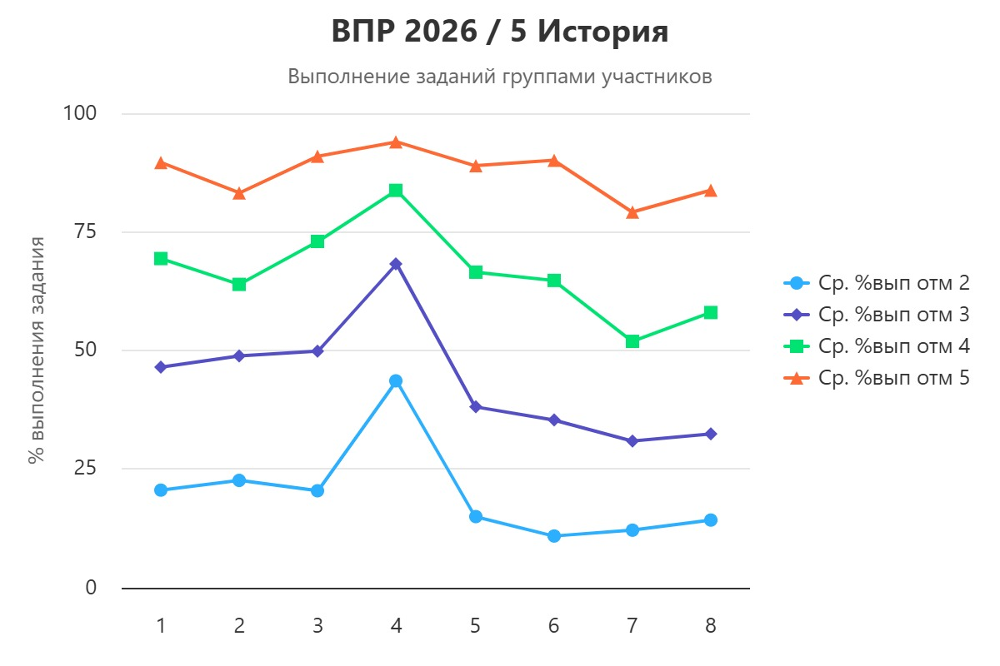 ВПР 2026 / 5 История
Выполнение заданий группами участников
% выполнения задания
100
75
50
25
0
1 2 3 4 5 6 7 8
Ср. %вып отм 2
Ср. %вып отм 3
Ср. %вып отм 4
Ср. %вып отм 5